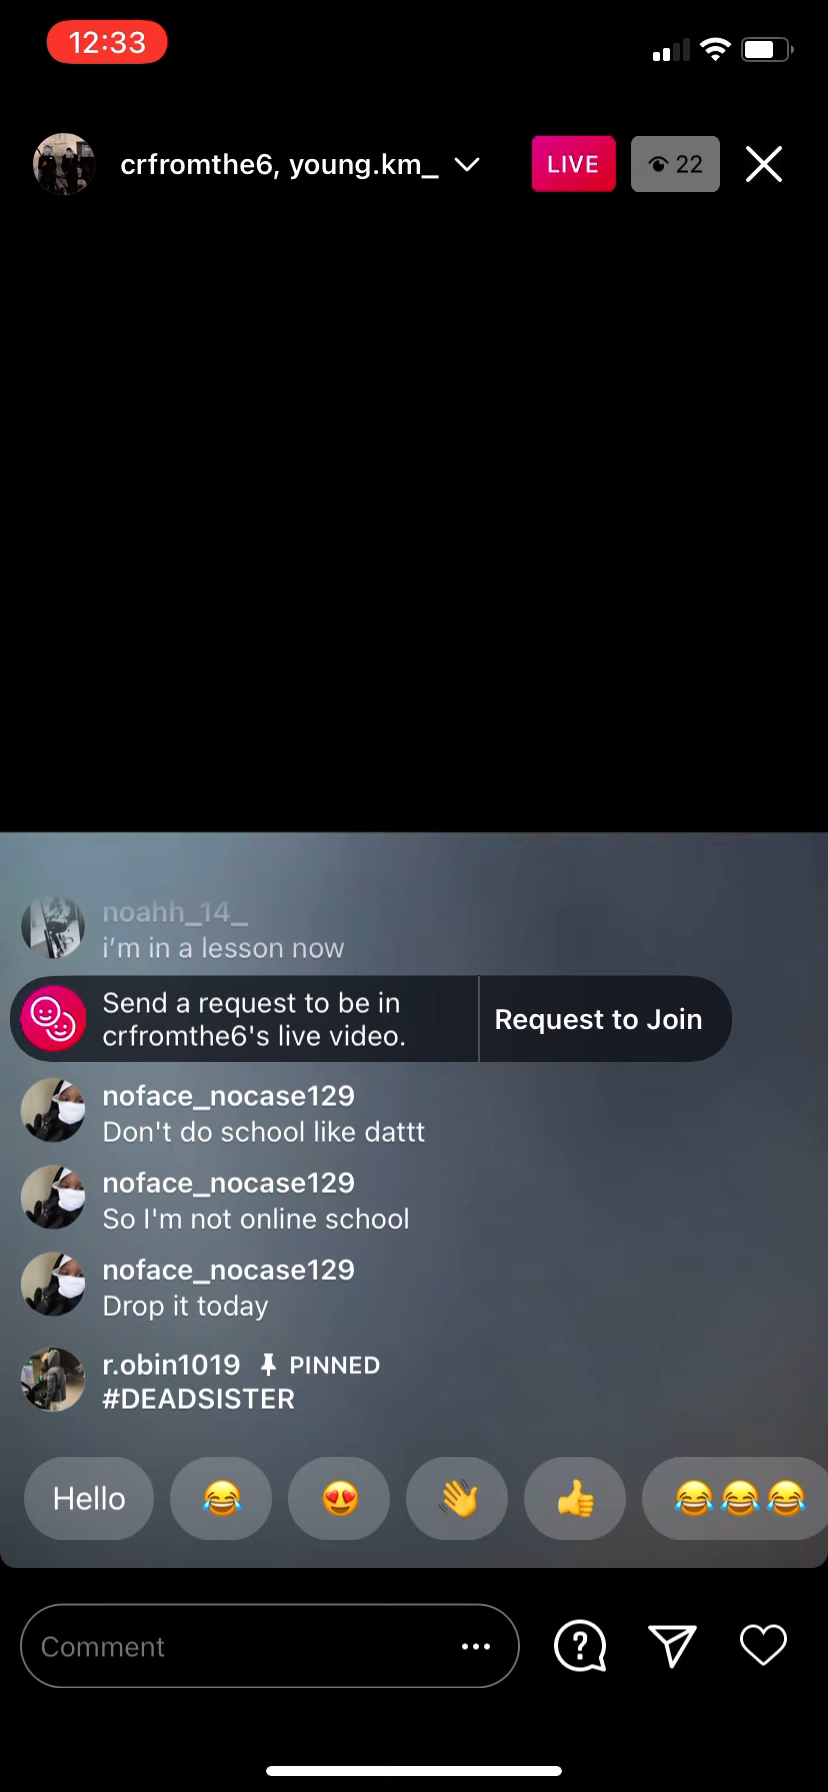 12:33
crfromthe6, young.km_
LIVE
22
noahh_14_
i'm in a lesson now
Send a request to be in
crfromthe6's live video.
Request to Join
noface_nocase129
Don't do school like dattt
noface_nocase129
So I'm not online school
noface_nocase129
Drop it today
r.obin1019 PINNED
#DEADSISTER
Hello
Comment